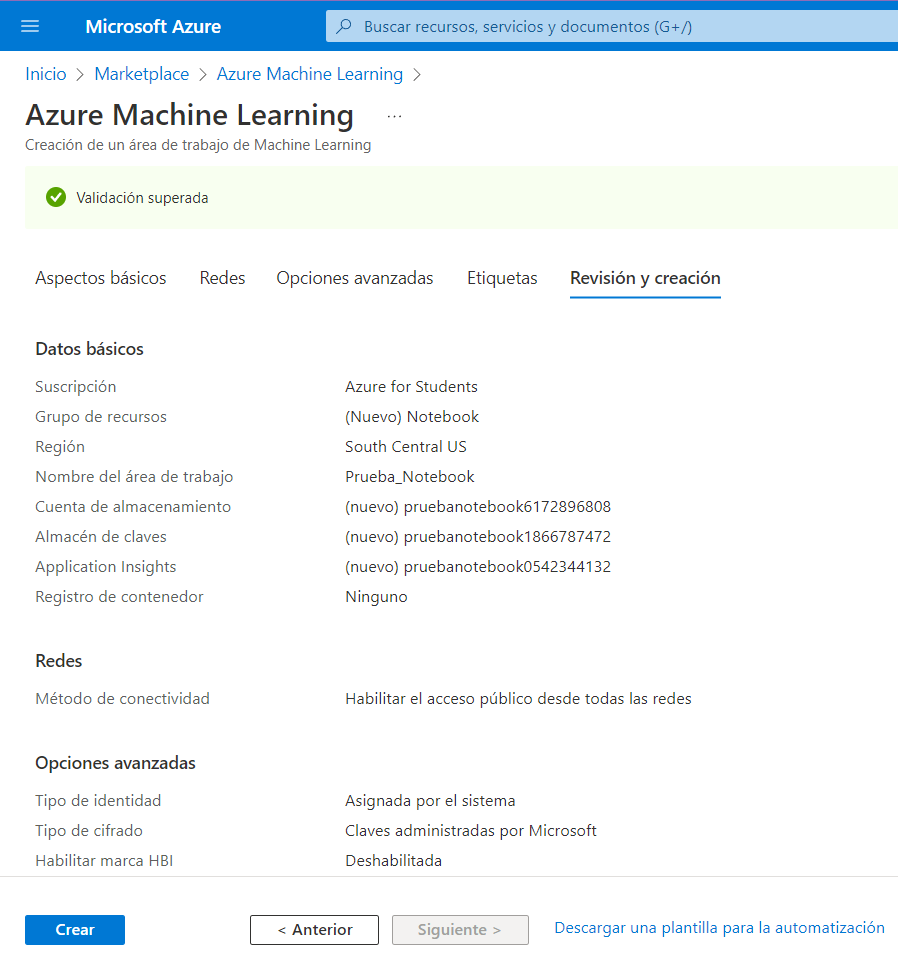 Microsoft Azure
Buscar recursos, servicios y documentos (G+/)
Inicio > Marketplace > Azure Machine Learning >
Azure Machine Learning ...
Creación de un área de trabajo de Machine Learning
Validación superada
Aspectos básicos Redes Opciones avanzadas Etiquetas Revisión y creación
Datos básicos
Suscripción Azure for Students
Grupo de recursos (Nuevo) Notebook
Región South Central US
Nombre del área de trabajo Prueba_Notebook
Cuenta de almacenamiento (nuevo) pruebanotebook6172896808
Almacén de claves (nuevo) pruebanotebook1866787472
Application Insights (nuevo) pruebanotebook0542344132
Registro de contenedor Ninguno
Redes
Método de conectividad Habilitar el acceso público desde todas las redes
Opciones avanzadas
Tipo de identidad Asignada por el sistema
Tipo de cifrado Claves administradas por Microsoft
Habilitar marca HBI Deshabilitada
Crear < Anterior Siguiente > Descargar una plantilla para la automatización